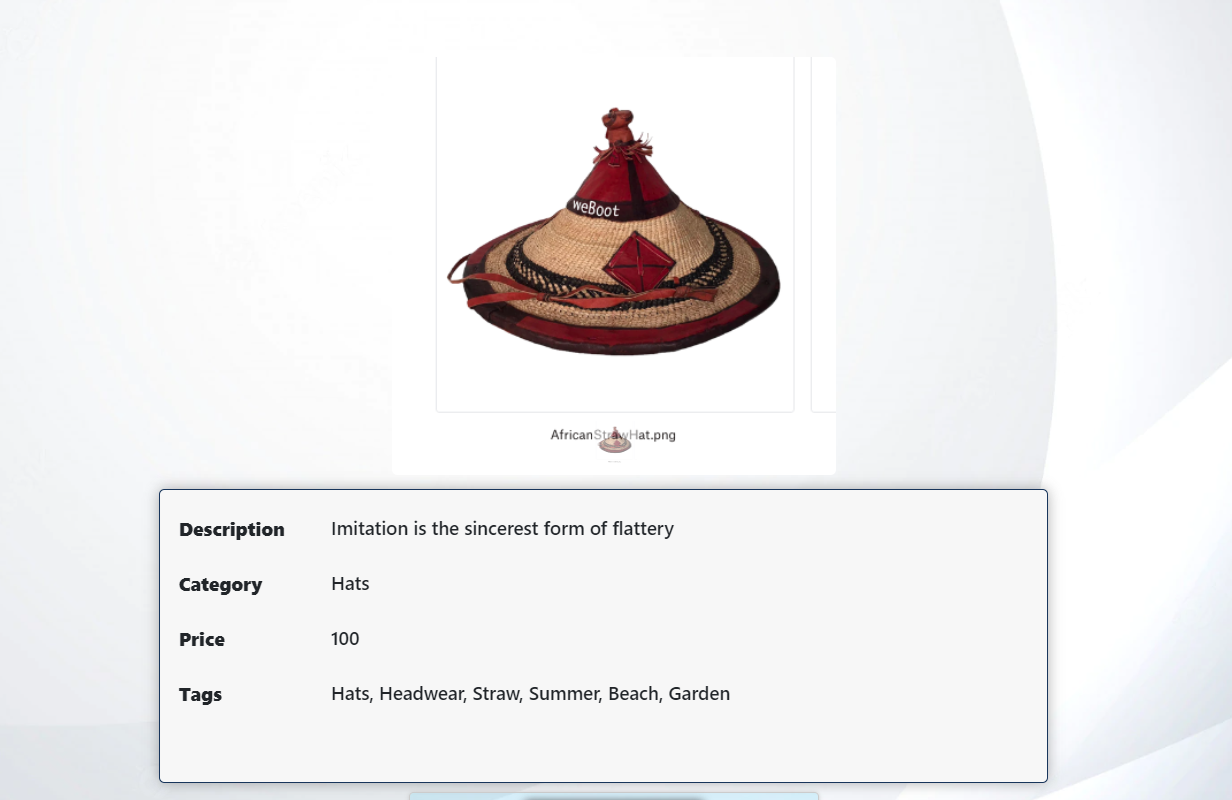 weBoot
AfricanStrawHat.png
Description Imitation is the sincerest form of flattery
Category Hats
Price 100
Tags Hats, Headwear, Straw, Summer, Beach, Garden